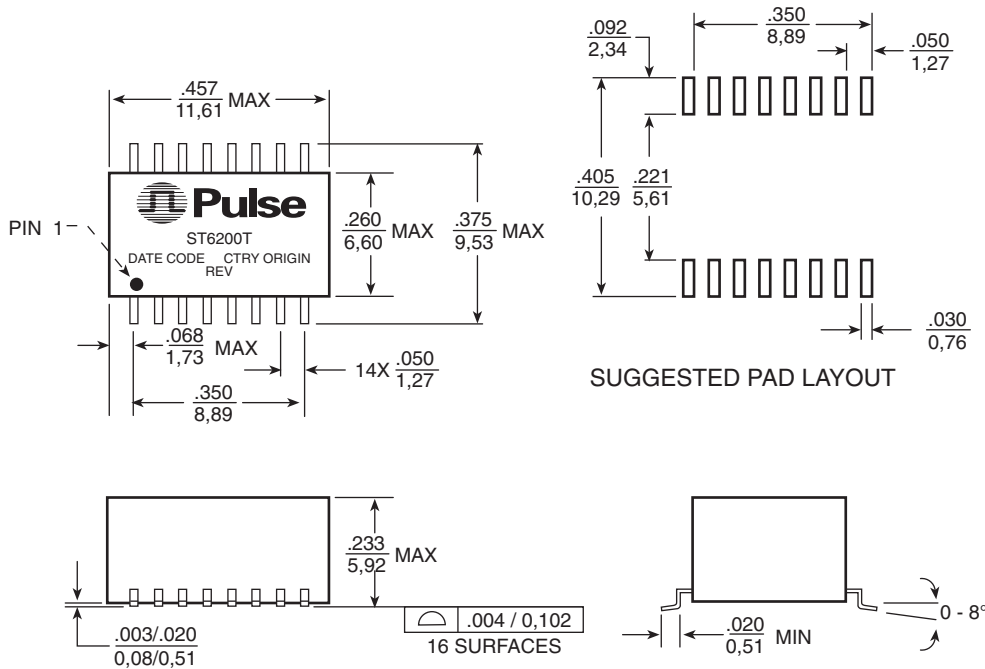 .457
11,61 MAX
Pulse
ST6200T
DATE CODE CTRY ORIGIN
REV
PIN 1
.260
6,60 MAX
.375
9,53 MAX
.068
1,73 MAX
14X .050
1,27
.350
8,89
.092
2,34
.350
8,89
.050
1,27
.405
10,29
.221
5,61
.030
0,76
SUGGESTED PAD LAYOUT
.233
5,92 MAX
.003/.020
0,08/0,51
.004 / 0,102
16 SURFACES
.020
0,51 MIN
0 - 8°